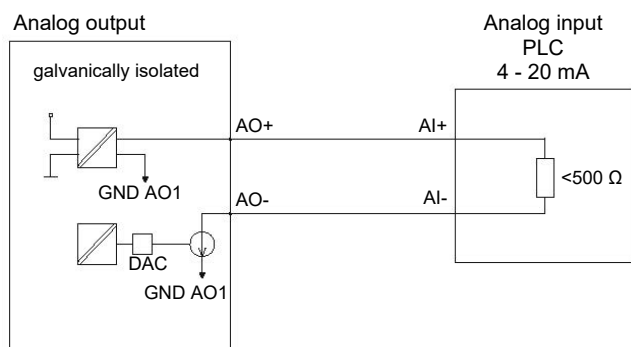 Analog output
galvanically isolated
GND AO1
DAC
GND AO1
AO+
AO-
Analog input
PLC
4 - 20 mA
AI+
AI-
<500 Ω